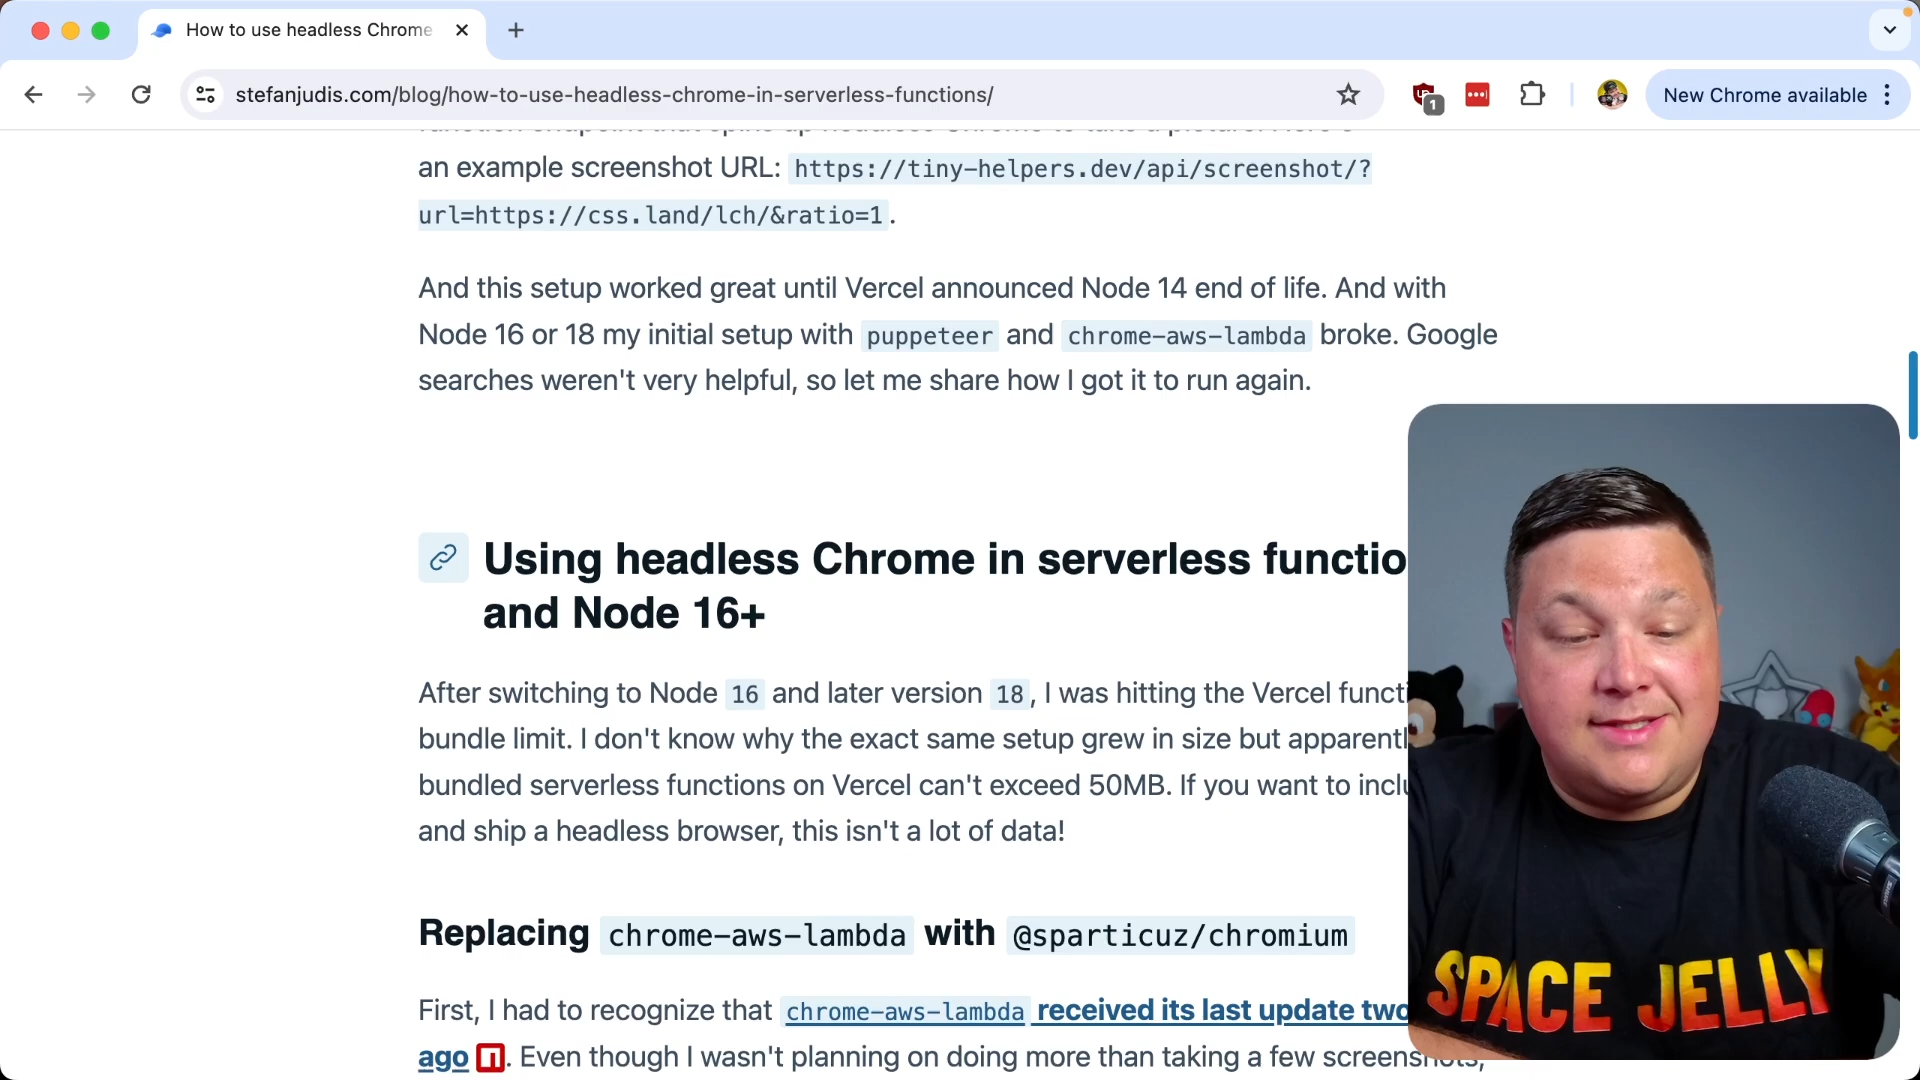 How to use headless Chrome
stefanjudis.com/blog/how-to-use-headless-chrome-in-serverless-functions/
1
New Chrome available
an example screenshot URL: https://tiny-helpers.dev/api/screenshot/?
url=https://css.land/lch/&ratio=1.
And this setup worked great until Vercel announced Node 14 end of life. And with
Node 16 or 18 my initial setup with puppeteer and chrome-aws-lambda broke. Google
searches weren't very helpful, so let me share how I got it to run again.
Using headless Chrome in serverless functio
and Node 16+
After switching to Node 16 and later version 18, I was hitting the Vercel functi
bundle limit. I don't know why the exact same setup grew in size but apparentl
bundled serverless functions on Vercel can't exceed 50MB. If you want to inclu
and ship a headless browser, this isn't a lot of data!
Replacing chrome-aws-lambda with @sparticuz/chromium
First, I had to recognize that chrome-aws-lambda received its last update two
ago. Even though I wasn't planning on doing more than taking a few screenshots,
SPACE JELLY